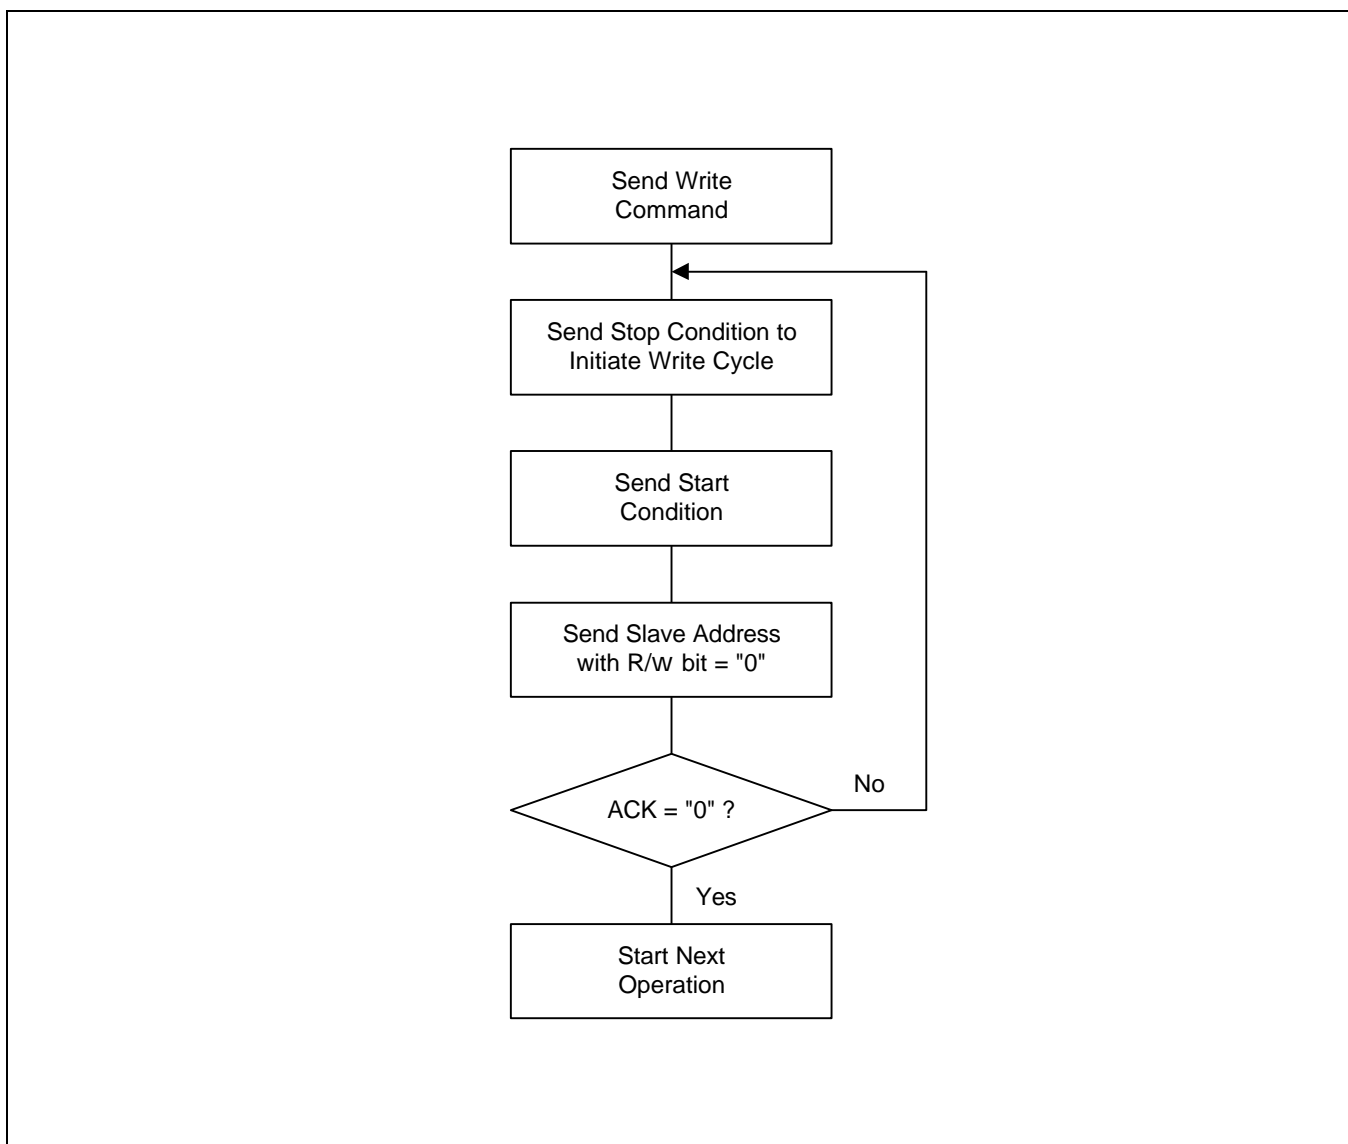 Send Write
Command
Send Stop Condition to
Initiate Write Cycle
Send Start
Condition
Send Slave Address
with R/w bit = "0"
No
ACK = "0" ?
Yes
Start Next
Operation